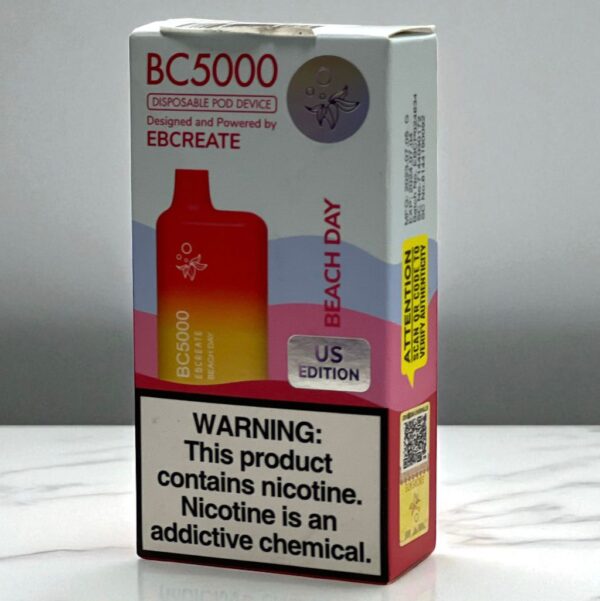 BC5000
DISPOSABLE POD DEVICE
Designed and Powered by
EBCREATE
BEACH DAY
BC5000
EBCREATE
BEACH DAY
US
EDITION
WARNING:
This product
contains nicotine.
Nicotine is an
addictive chemical.
ATTENTION
SCAN QR CODE TO
VERIFY AUTHENTICITY